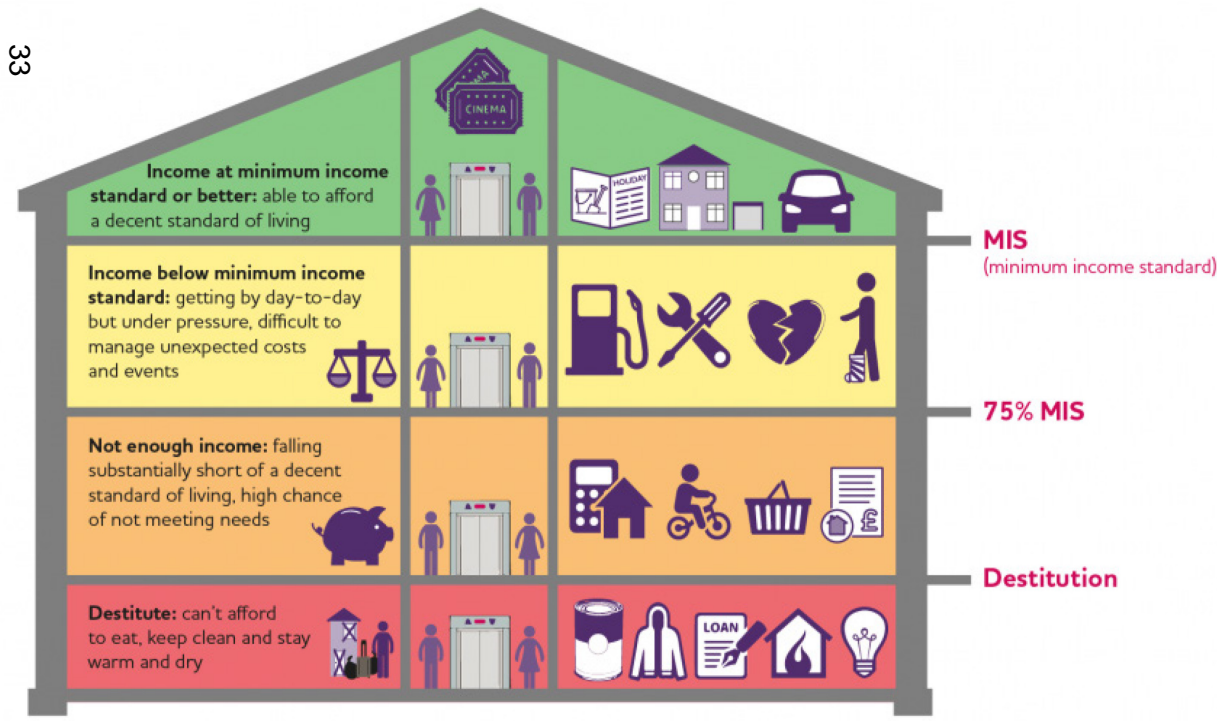 33
MA
CINEMA
Income at minimum income
standard or better: able to afford
a decent standard of living
HOLIDAY
MIS
(minimum income standard)
Income below minimum income
standard: getting by day-to-day
but under pressure, difficult to
manage unexpected costs
and events
75% MIS
Not enough income: falling
substantially short of a decent
standard of living, high chance
of not meeting needs
£
Destitution
Destitute: can't afford
to eat, keep clean and stay
warm and dry
LOAN